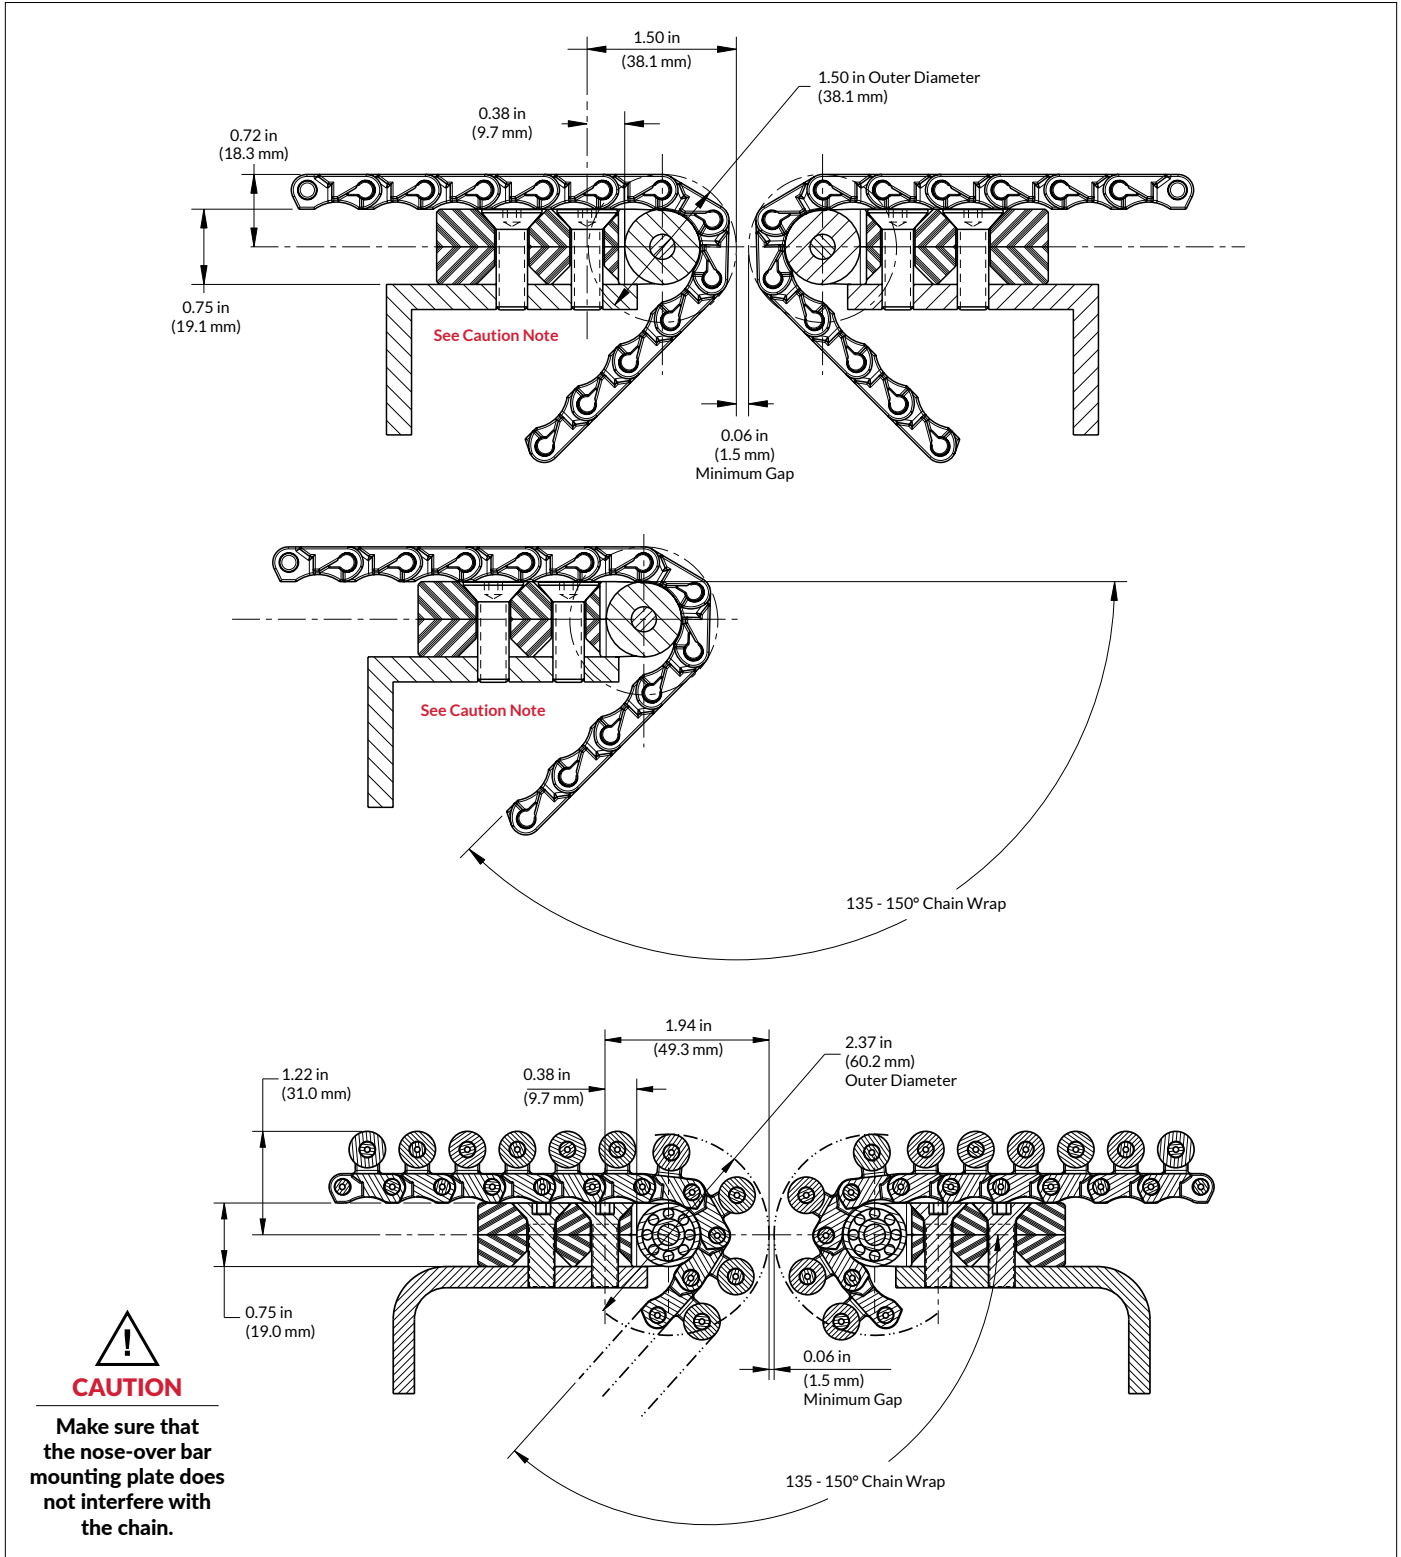 1.50 in
(38.1 mm)
1.50 in Outer Diameter
(38.1 mm)
0.38 in
(9.7 mm)
0.72 in
(18.3 mm)
0.75 in
(19.1 mm)
See Caution Note
0.06 in
(1.5 mm)
Minimum Gap
See Caution Note
135 - 150° Chain Wrap
1.94 in
(49.3 mm)
2.37 in
(60.2 mm)
Outer Diameter
1.22 in
(31.0 mm)
0.38 in
(9.7 mm)
0.75 in
(19.0 mm)
0.06 in
(1.5 mm)
Minimum Gap
135 - 150° Chain Wrap
!
CAUTION
Make sure that
the nose-over bar
mounting plate does
not interfere with
the chain.